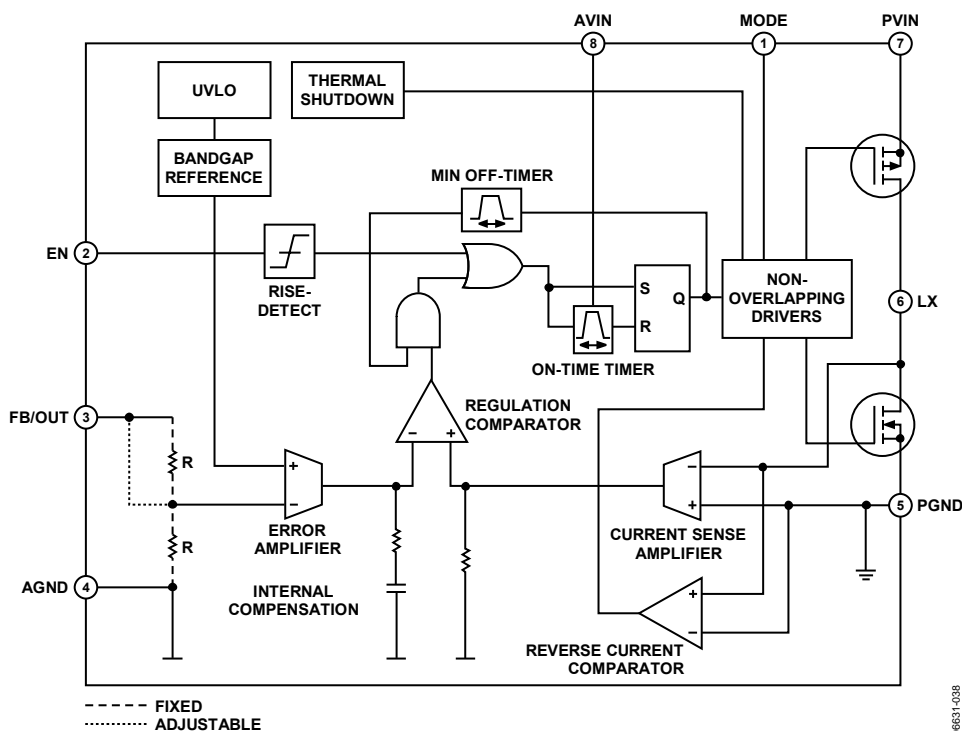 AVIN
MODE
PVIN
8
1
7
UVLO
THERMAL
SHUTDOWN
BANDGAP
REFERENCE
MIN OFF-TIMER
EN
2
RISE-
DETECT
S
Q
R
ON-TIME TIMER
NON-
OVERLAPPING
DRIVERS
6
LX
FB/OUT
3
REGULATION
COMPARATOR
–
+
R
+
–
ERROR
AMPLIFIER
–
+
CURRENT SENSE
AMPLIFIER
5
PGND
R
AGND
4
INTERNAL
COMPENSATION
+
–
REVERSE CURRENT
COMPARATOR
FIXED
ADJUSTABLE